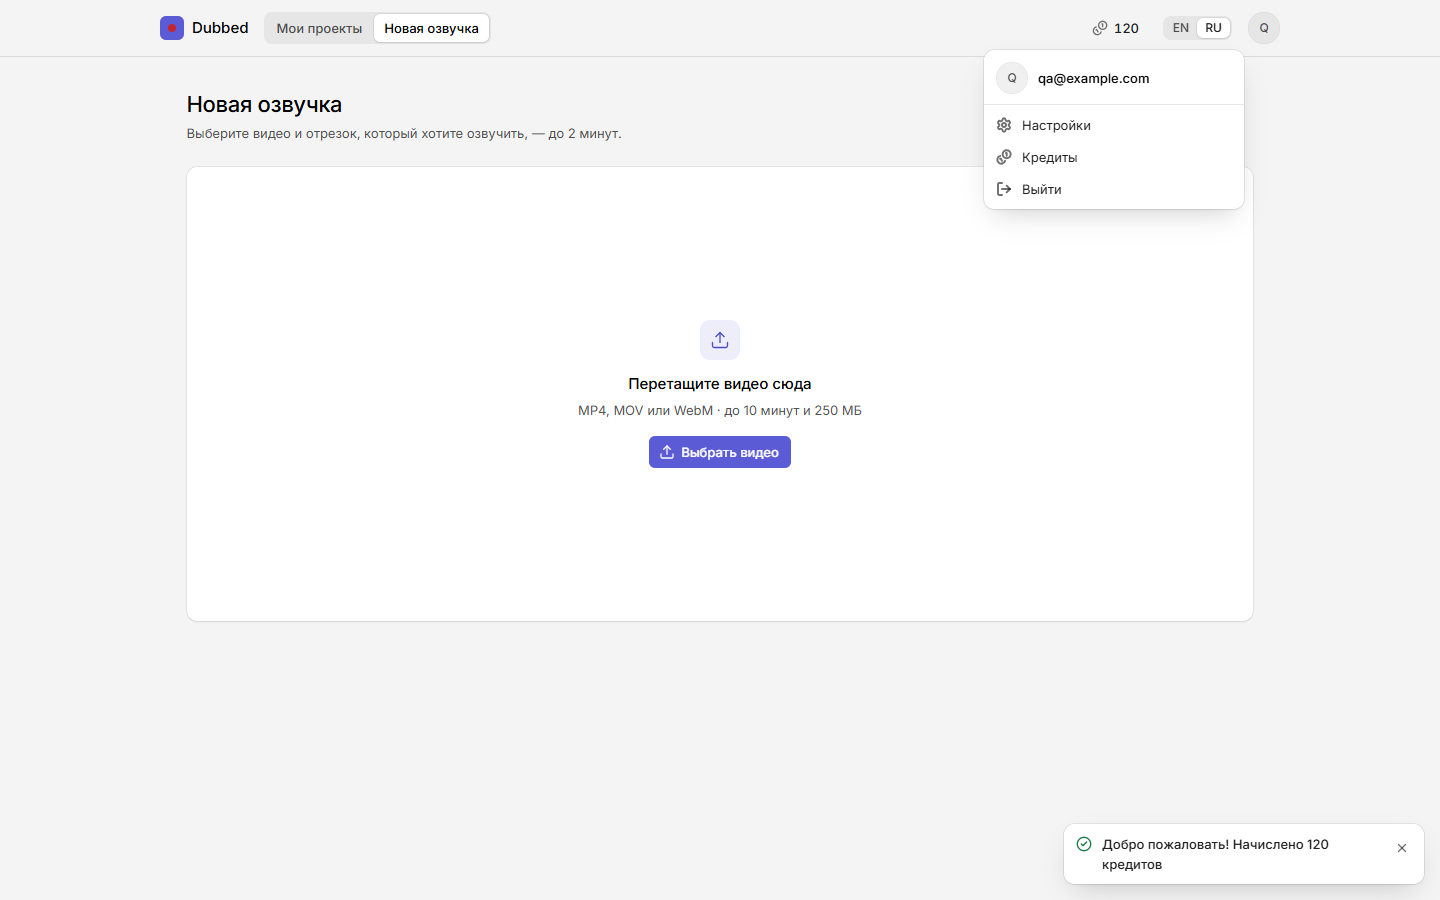 Dubbed
Мои проекты
Новая озвучка
120
EN
RU
Q
Q
qa@example.com
Настройки
Кредиты
Выйти
Новая озвучка
Выберите видео и отрезок, который хотите озвучить, — до 2 минут.
Перетащите видео сюда
MP4, MOV или WebM · до 10 минут и 250 МБ
Выбрать видео
Добро пожаловать! Начислено 120
кредитов